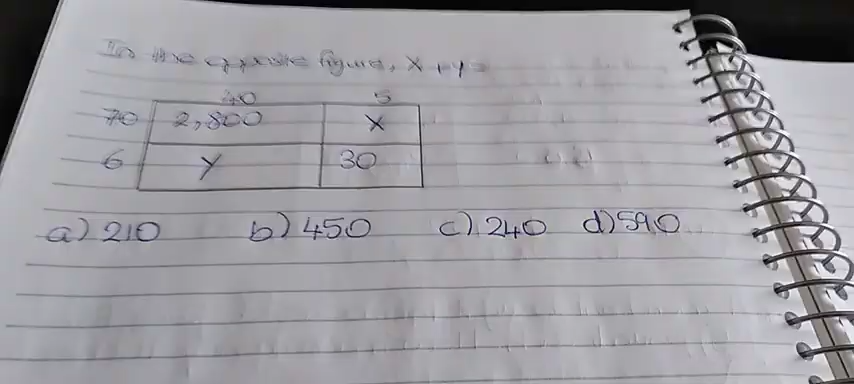 In the opposite figure, X + y =
40 5
70 2,800 X
6 Y 30
a) 210 b) 450 c) 240 d) 590